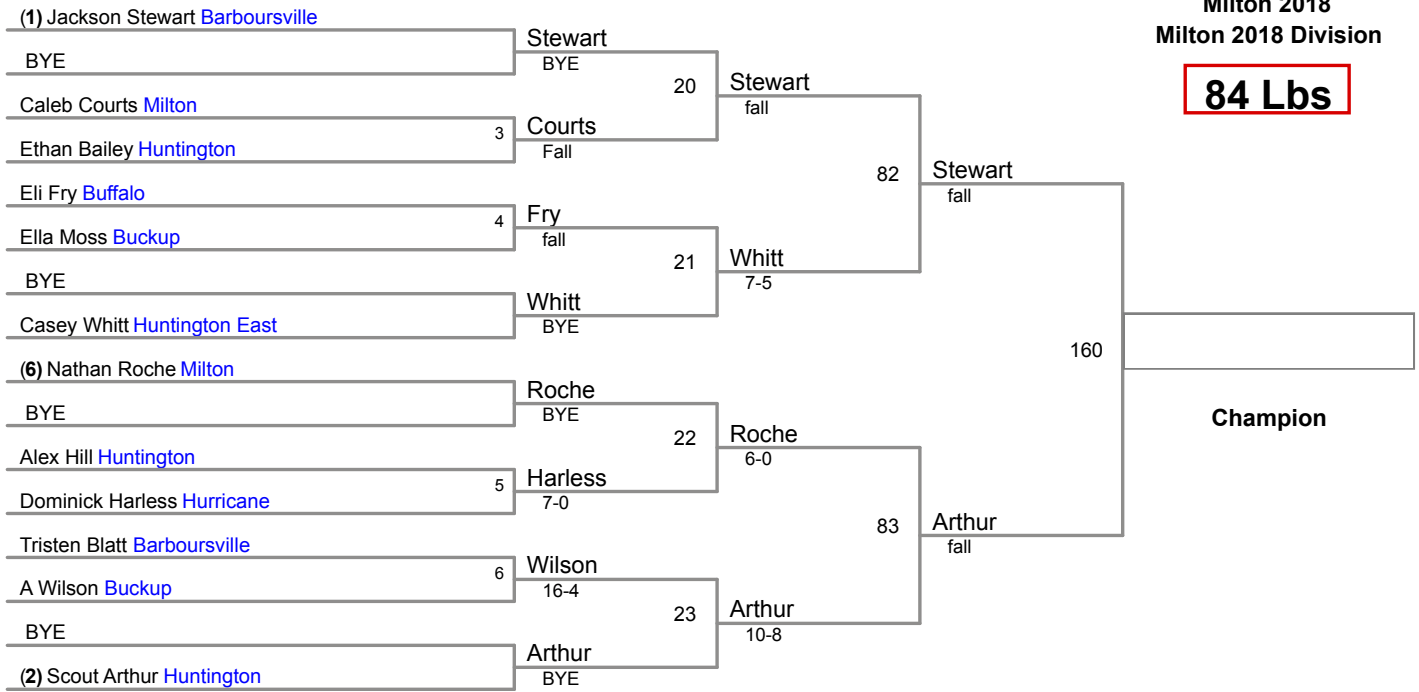 Milton 2018
Milton 2018 Division
84 Lbs
(1) Jackson Stewart Barboursville
BYE
Caleb Courts Milton
Ethan Bailey Huntington
Eli Fry Buffalo
Ella Moss Buckup
BYE
Casey Whitt Huntington East
(6) Nathan Roche Milton
BYE
Alex Hill Huntington
Dominick Harless Hurricane
Tristen Blatt Barboursville
A Wilson Buckup
BYE
(2) Scout Arthur Huntington
Stewart
BYE
3
Courts
Fall
4
Fry
fall
Whitt
BYE
Roche
BYE
5
Harless
7-0
6
Wilson
16-4
Arthur
BYE
20
Stewart
fall
21
Whitt
7-5
22
Roche
6-0
23
Arthur
10-8
82
Stewart
fall
83
Arthur
fall
160
Champion